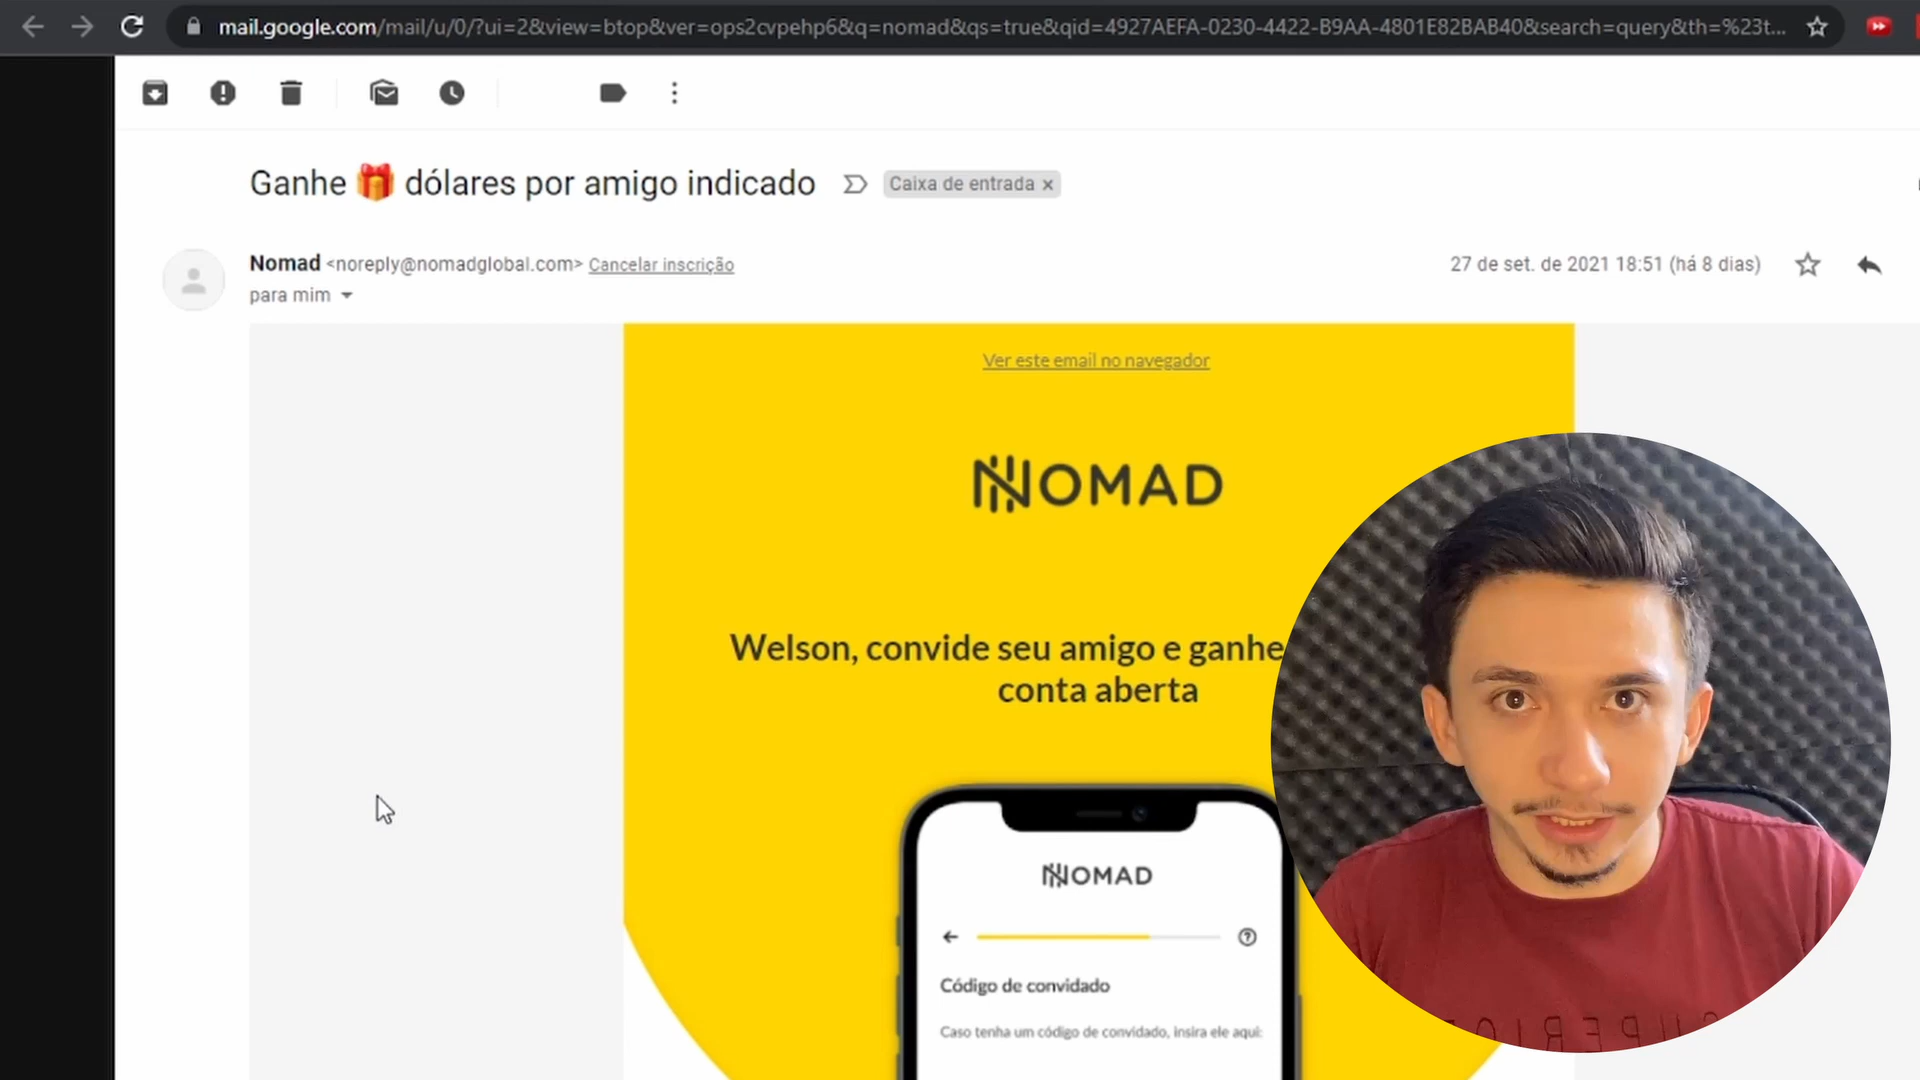 mail.google.com/mail/u/0/?ui=2&view=btop&ver=ops2cvpehp6&q=nomad&qs=true&qid=4927AEFA-0230-4422-B9AA-4801E82BAB40&search=query&th=%23t...
Ganhe 🎁 dólares por amigo indicado Caixa de entrada x
Nomad <noreply@nomadglobal.com> Cancelar inscrição 27 de set. de 2021 18:51 (há 8 dias)
para mim
Ver este email no navegador
NOMAD
Welson, convide seu amigo e ganhe
conta aberta
NOMAD
Código de convidado
Caso tenha um código de convidado, insira ele aqui: